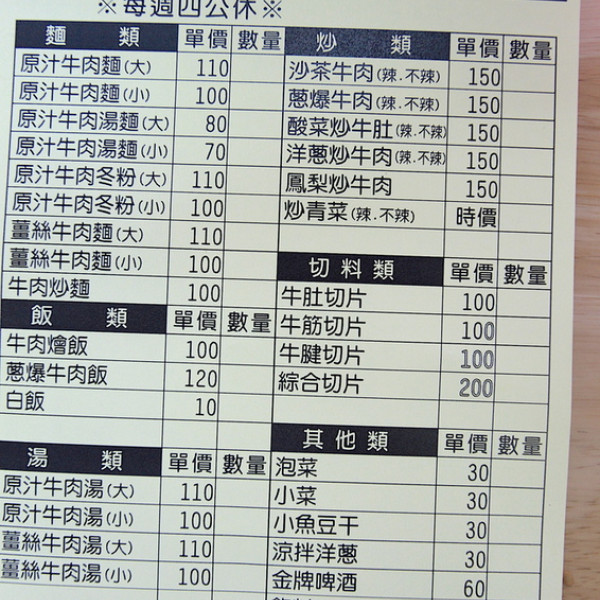 ※每週四公休※
麵類 單價 數量
原汁牛肉麵(大) 110
原汁牛肉麵(小) 100
原汁牛肉湯麵(大) 80
原汁牛肉湯麵(小) 70
原汁牛肉冬粉(大) 110
原汁牛肉冬粉(小) 100
薑絲牛肉麵(大) 110
薑絲牛肉麵(小) 100
牛肉炒麵 100
飯類 單價 數量
牛肉燴飯 100
蔥爆牛肉飯 120
白飯 10
湯類 單價 數量
原汁牛肉湯(大) 110
原汁牛肉湯(小) 100
薑絲牛肉湯(大) 110
薑絲牛肉湯(小) 100
炒類 單價 數量
沙茶牛肉(辣.不辣) 150
蔥爆牛肉(辣.不辣) 150
酸菜炒牛肚(辣.不辣) 150
洋蔥炒牛肉(辣.不辣) 150
鳳梨炒牛肉 150
炒青菜(辣.不辣) 時價
切料類 單價 數量
牛肚切片 100
牛筋切片 100
牛腱切片 100
綜合切片 200
其他類 單價 數量
泡菜 30
小菜 30
小魚豆干 30
涼拌洋蔥 30
金牌啤酒 60